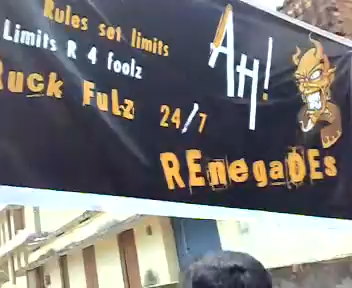 Rules set limits
Limits R 4 foolz
Ruck FuLz 24/7
AH!
REnegaDEs